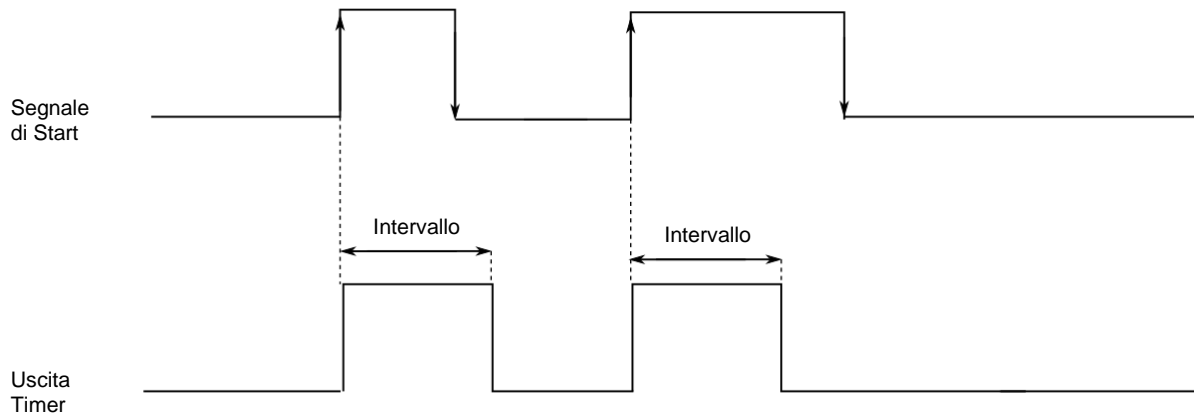 Segnale
di Start
Intervallo
Intervallo
Uscita
Timer